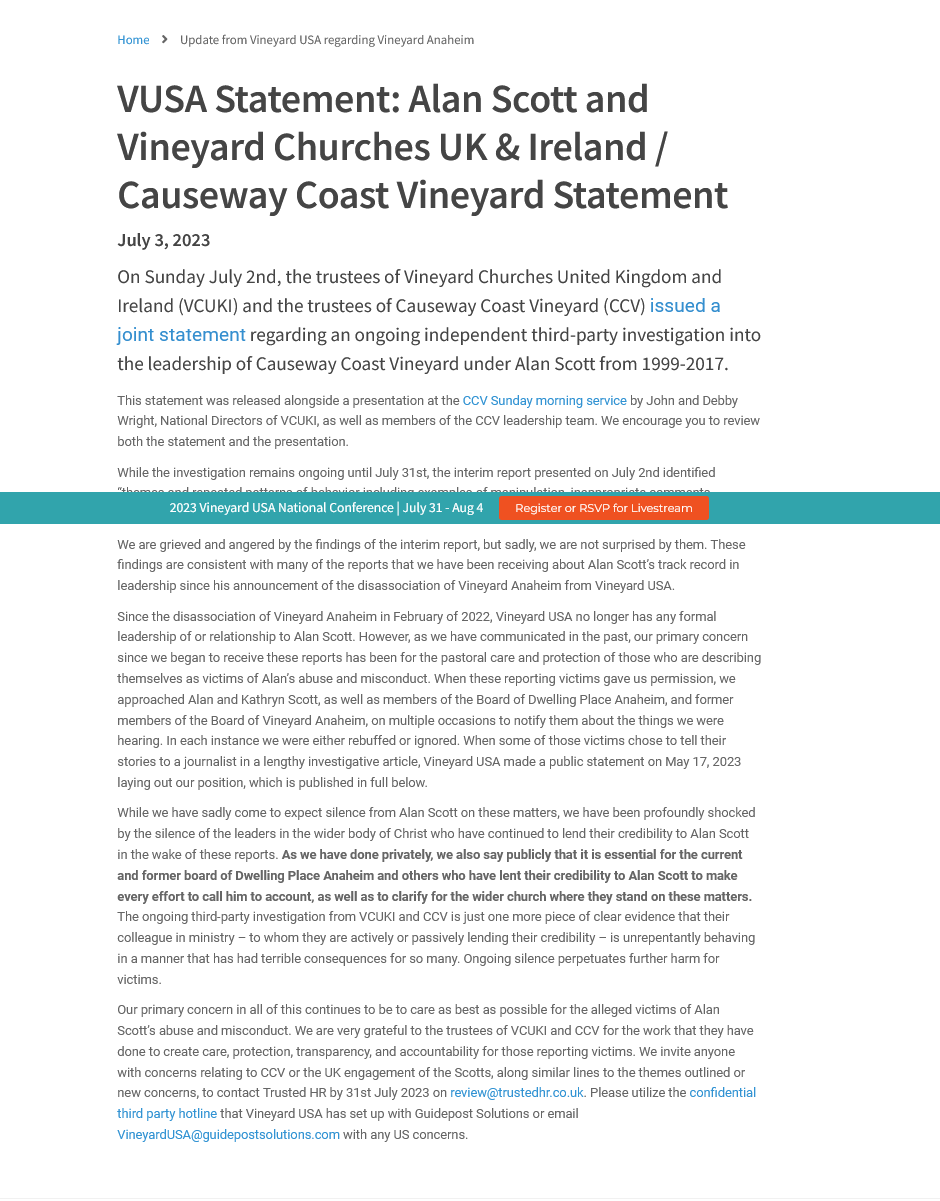 Home > Update from Vineyard USA regarding Vineyard Anaheim
VUSA Statement: Alan Scott and
Vineyard Churches UK & Ireland /
Causeway Coast Vineyard Statement
July 3, 2023
On Sunday July 2nd, the trustees of Vineyard Churches United Kingdom and
Ireland (VCUKI) and the trustees of Causeway Coast Vineyard (CCV) issued a
joint statement regarding an ongoing independent third-party investigation into
the leadership of Causeway Coast Vineyard under Alan Scott from 1999-2017.
This statement was released alongside a presentation at the CCV Sunday morning service by John and Debby
Wright, National Directors of VCUKI, as well as members of the CCV leadership team. We encourage you to review
both the statement and the presentation.
While the investigation remains ongoing until July 31st, the interim report presented on July 2nd identified
“themes and repeated patterns of behavior including examples of manipulation, inappropriate comments,
2023 Vineyard USA National Conference | July 31 - Aug 4 Register or RSVP for Livestream
We are grieved and angered by the findings of the interim report, but sadly, we are not surprised by them. These
findings are consistent with many of the reports that we have been receiving about Alan Scott’s track record in
leadership since his announcement of the disassociation of Vineyard Anaheim from Vineyard USA.
Since the disassociation of Vineyard Anaheim in February of 2022, Vineyard USA no longer has any formal
leadership of or relationship to Alan Scott. However, as we have communicated in the past, our primary concern
since we began to receive these reports has been for the pastoral care and protection of those who are describing
themselves as victims of Alan’s abuse and misconduct. When these reporting victims gave us permission, we
approached Alan and Kathryn Scott, as well as members of the Board of Dwelling Place Anaheim, and former
members of the Board of Vineyard Anaheim, on multiple occasions to notify them about the things we were
hearing. In each instance we were either rebuffed or ignored. When some of those victims chose to tell their
stories to a journalist in a lengthy investigative article, Vineyard USA made a public statement on May 17, 2023
laying out our position, which is published in full below.
While we have sadly come to expect silence from Alan Scott on these matters, we have been profoundly shocked
by the silence of the leaders in the wider body of Christ who have continued to lend their credibility to Alan Scott
in the wake of these reports. As we have done privately, we also say publicly that it is essential for the current
and former board of Dwelling Place Anaheim and others who have lent their credibility to Alan Scott to make
every effort to call him to account, as well as to clarify for the wider church where they stand on these matters.
The ongoing third-party investigation from VCUKI and CCV is just one more piece of clear evidence that their
colleague in ministry – to whom they are actively or passively lending their credibility – is unrepentantly behaving
in a manner that has had terrible consequences for so many. Ongoing silence perpetuates further harm for
victims.
Our primary concern in all of this continues to be to care as best as possible for the alleged victims of Alan
Scott’s abuse and misconduct. We are very grateful to the trustees of VCUKI and CCV for the work that they have
done to create care, protection, transparency, and accountability for those reporting victims. We invite anyone
with concerns relating to CCV or the UK engagement of the Scotts, along similar lines to the themes outlined or
new concerns, to contact Trusted HR by 31st July 2023 on review@trustedhr.co.uk. Please utilize the confidential
third party hotline that Vineyard USA has set up with Guidepost Solutions or email
VineyardUSA@guidepostsolutions.com with any US concerns.